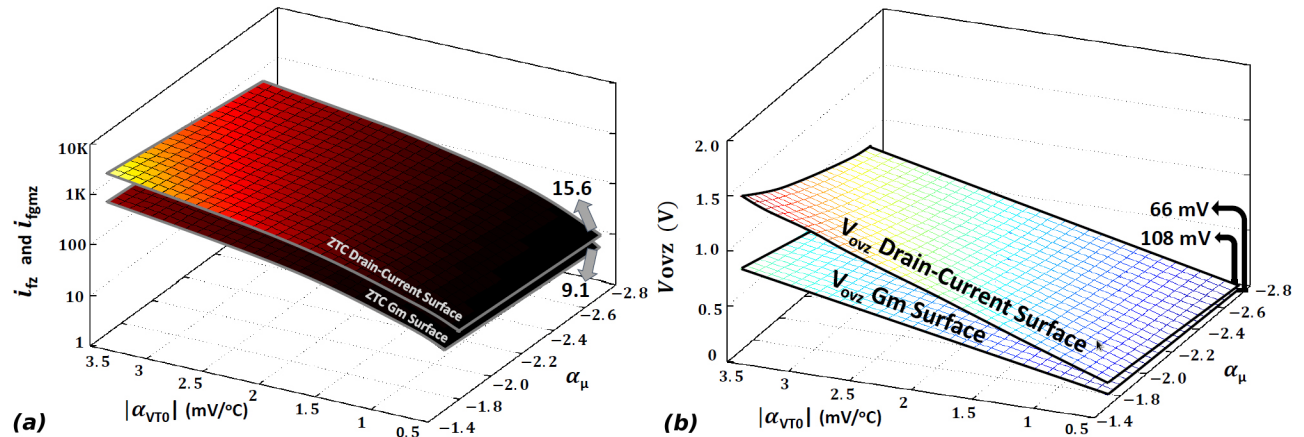 10K
1K
100
10
1
i_fz and i_fgmz
3.5
3
2.5
2
1.5
1
0.5
|α_VT0| (mV/ºC)
−1.4
−1.8
−2.0
−2.2
−2.4
−2.6
−2.8
α_μ
15.6
9.1
ZTC Drain-Current Surface
ZTC Gm Surface
(a)
2.0
1.5
1.0
0.5
0
Vovz (V)
3.5
3
2.5
2
1.5
1
0.5
|α_VT0| (mV/ºC)
−1.4
−1.8
−2.0
−2.2
−2.4
−2.6
−2.8
α_μ
66 mV
108 mV
V_ovz Drain-Current Surface
V_ovz Gm Surface
(b)